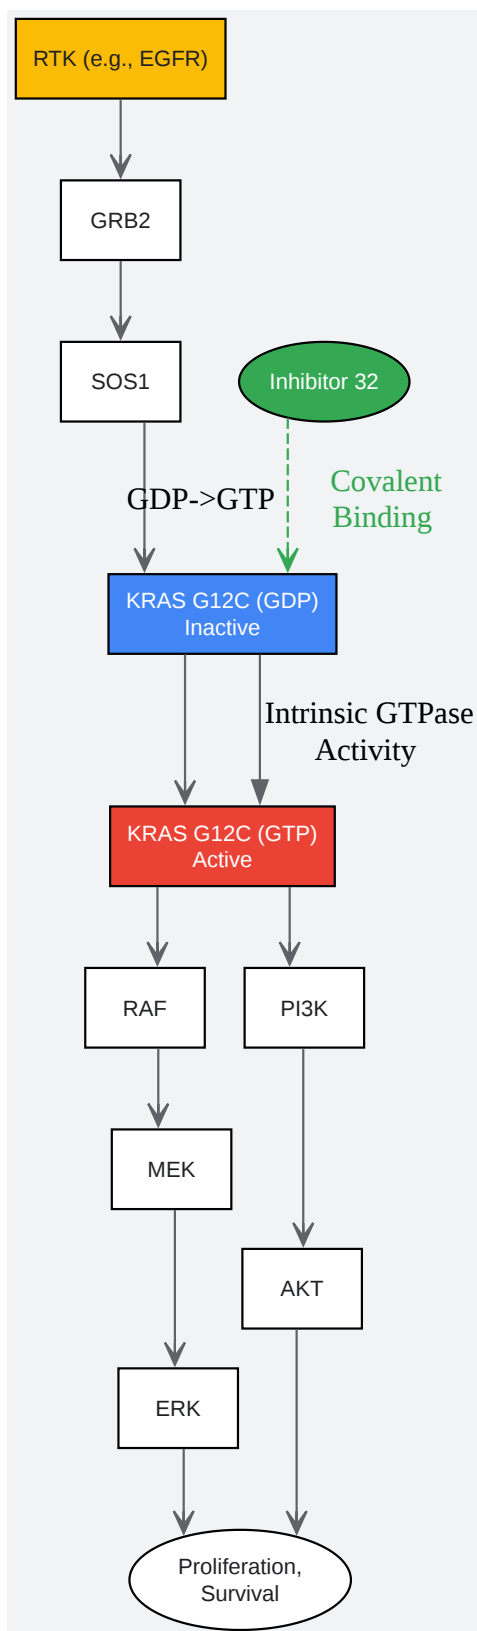 RTK (e.g., EGFR)
GRB2
SOS1
Inhibitor 32
GDP->GTP
Covalent
Binding
KRAS G12C (GDP)
Inactive
Intrinsic GTPase
Activity
KRAS G12C (GTP)
Active
RAF
PI3K
MEK
AKT
ERK
Proliferation,
Survival